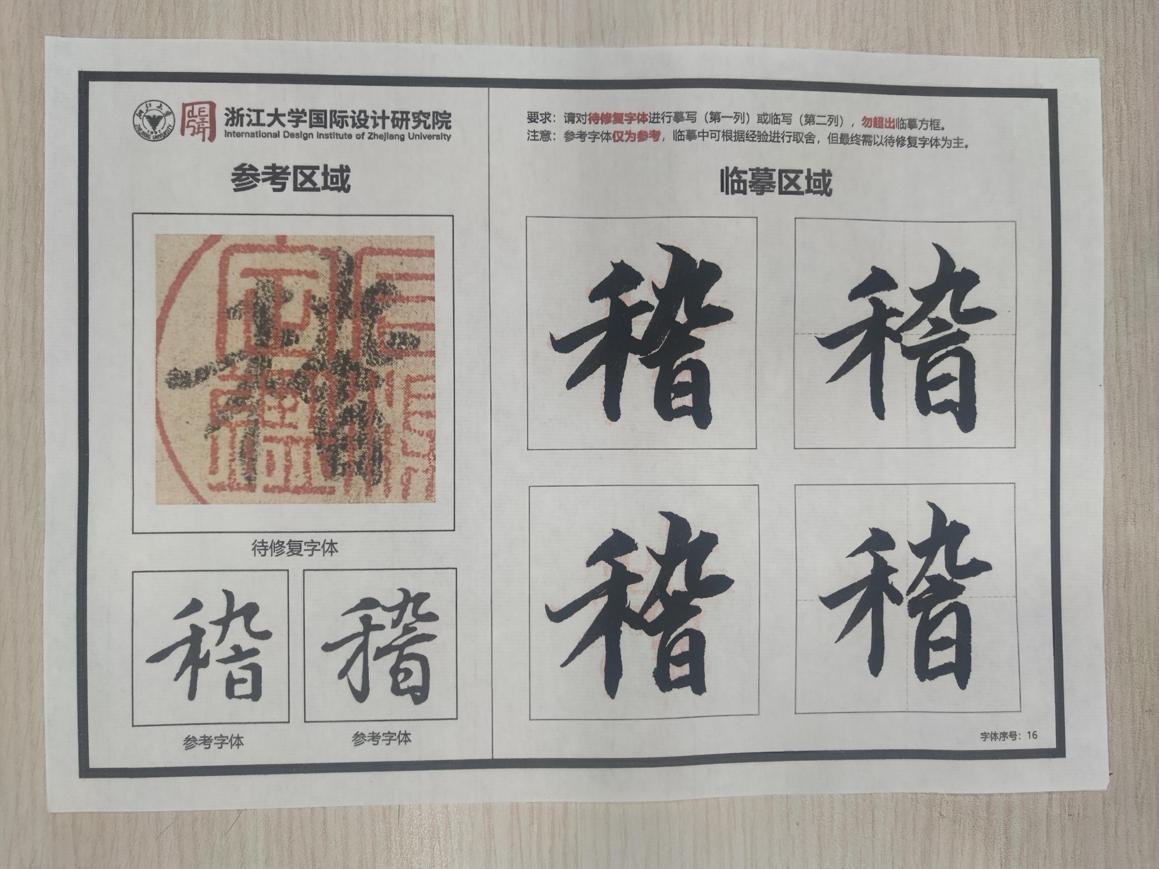 浙江大学国际设计研究院
International Design Institute of Zhejiang University
参考区域
待修复字体
稽
稽
参考字体
参考字体
要求：请对待修复字体进行摹写（第一列）或临写（第二列），勿超出临摹方框。
注意：参考字体仅为参考，临摹中可根据经验进行取舍，但最终需以待修复字体为主。
临摹区域
稽
稽
稽
稽
字体序号：16